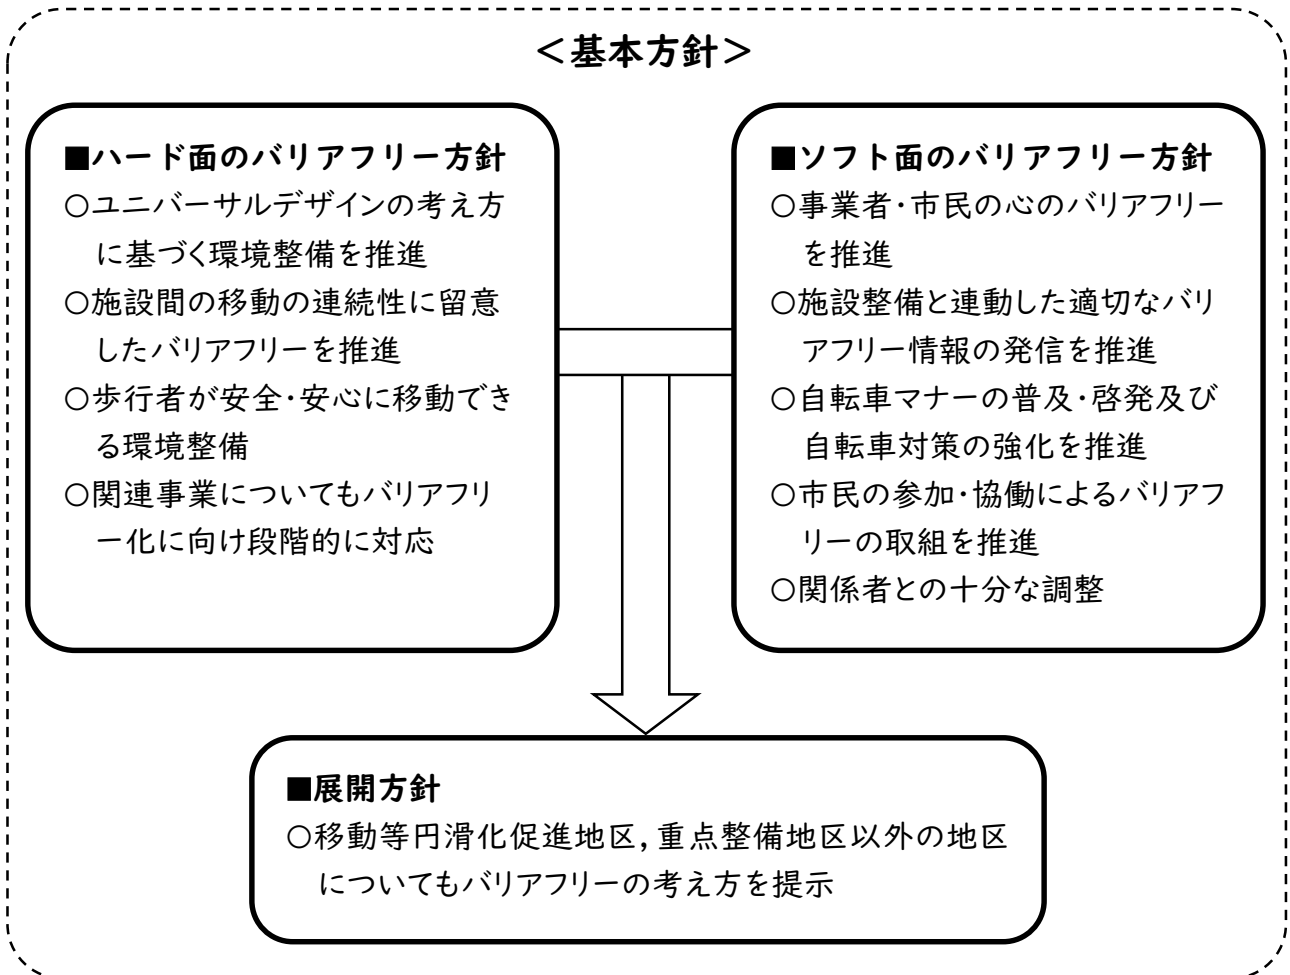 ＜基本方針＞
■ハード面のバリアフリー方針
○ユニバーサルデザインの考え方
に基づく環境整備を推進
○施設間の移動の連続性に留意
したバリアフリーを推進
○歩行者が安全・安心に移動でき
る環境整備
○関連事業についてもバリアフリ
ー化に向け段階的に対応
■ソフト面のバリアフリー方針
○事業者・市民の心のバリアフリー
を推進
○施設整備と連動した適切なバリ
アフリー情報の発信を推進
○自転車マナーの普及・啓発及び
自転車対策の強化を推進
○市民の参加・協働によるバリアフ
リーの取組を推進
○関係者との十分な調整
■展開方針
○移動等円滑化促進地区，重点整備地区以外の地区
についてもバリアフリーの考え方を提示